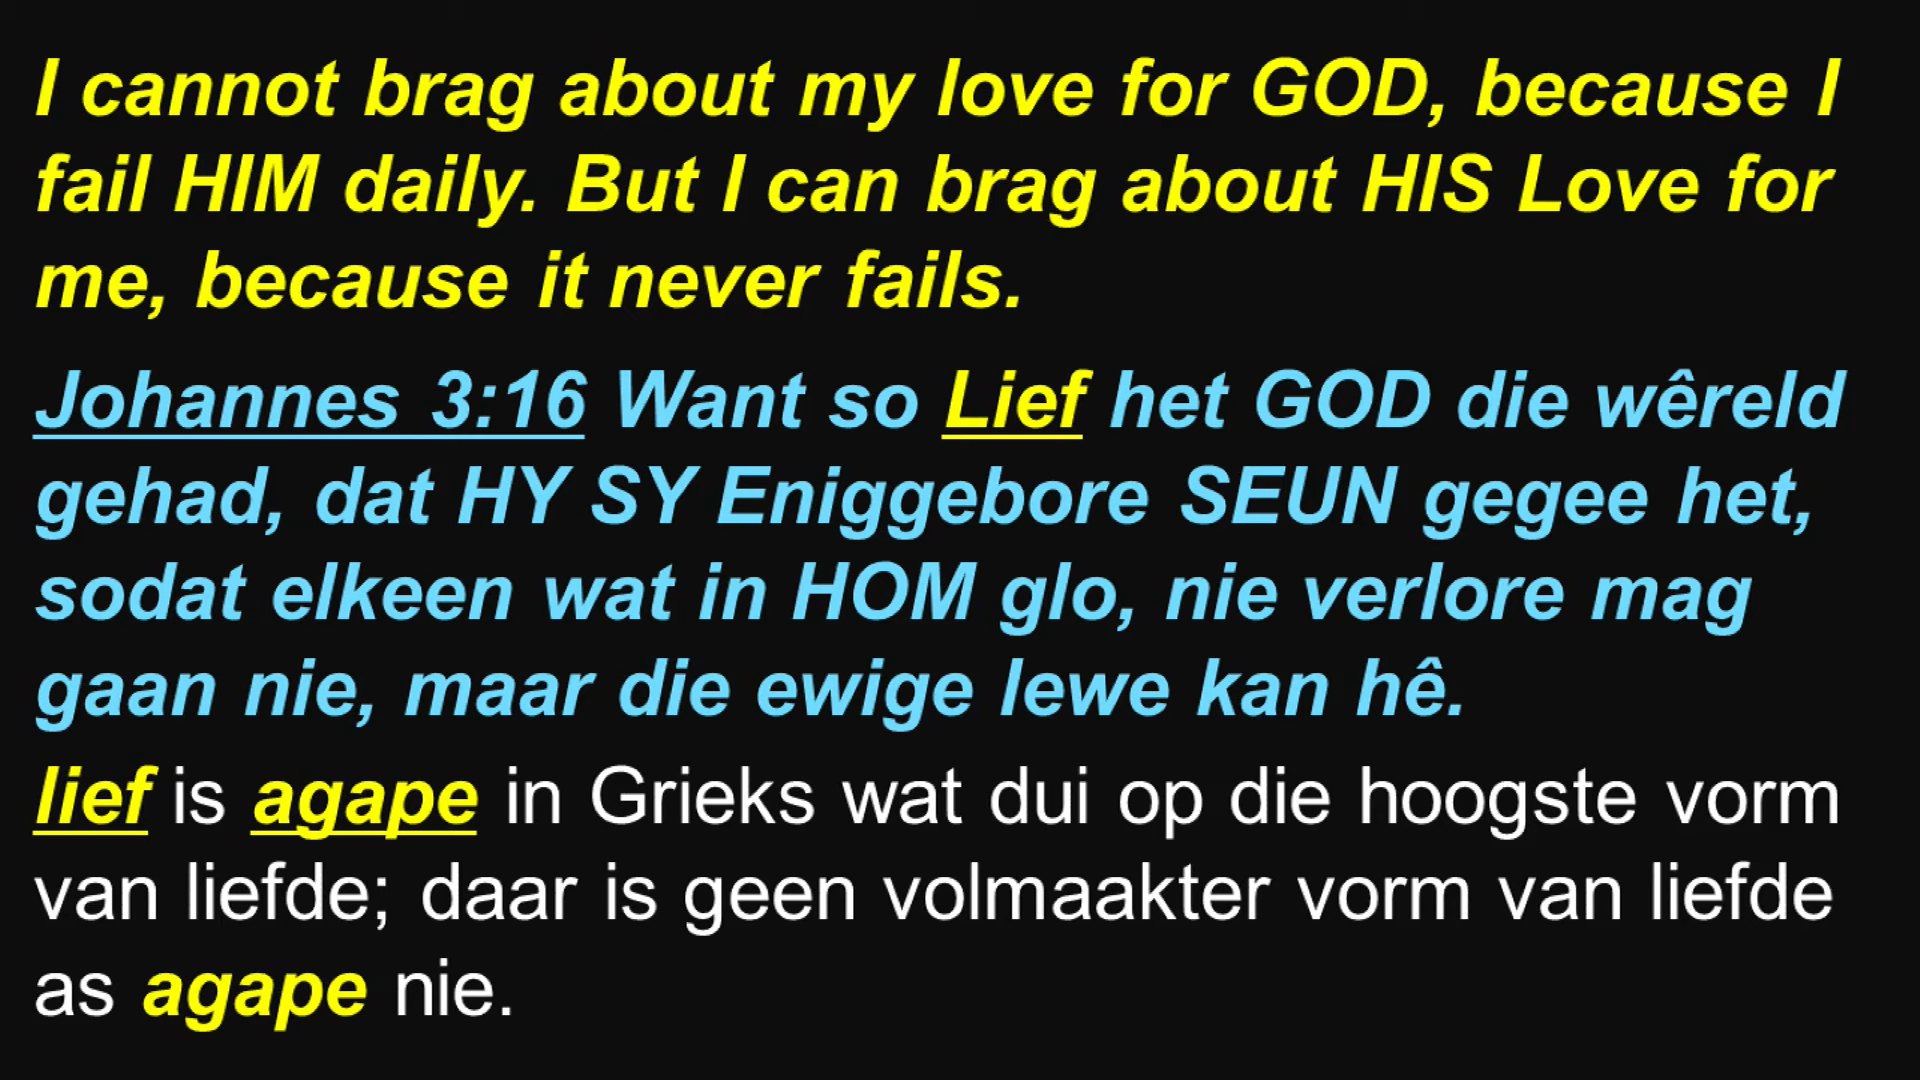 I cannot brag about my love for GOD, because I
fail HIM daily. But I can brag about HIS Love for
me, because it never fails.
Johannes 3:16 Want so Lief het GOD die wêreld
gehad, dat HY SY Eniggebore SEUN gegee het,
sodat elkeen wat in HOM glo, nie verlore mag
gaan nie, maar die ewige lewe kan hê.
lief is agape in Grieks wat dui op die hoogste vorm
van liefde; daar is geen volmaakter vorm van liefde
as agape nie.